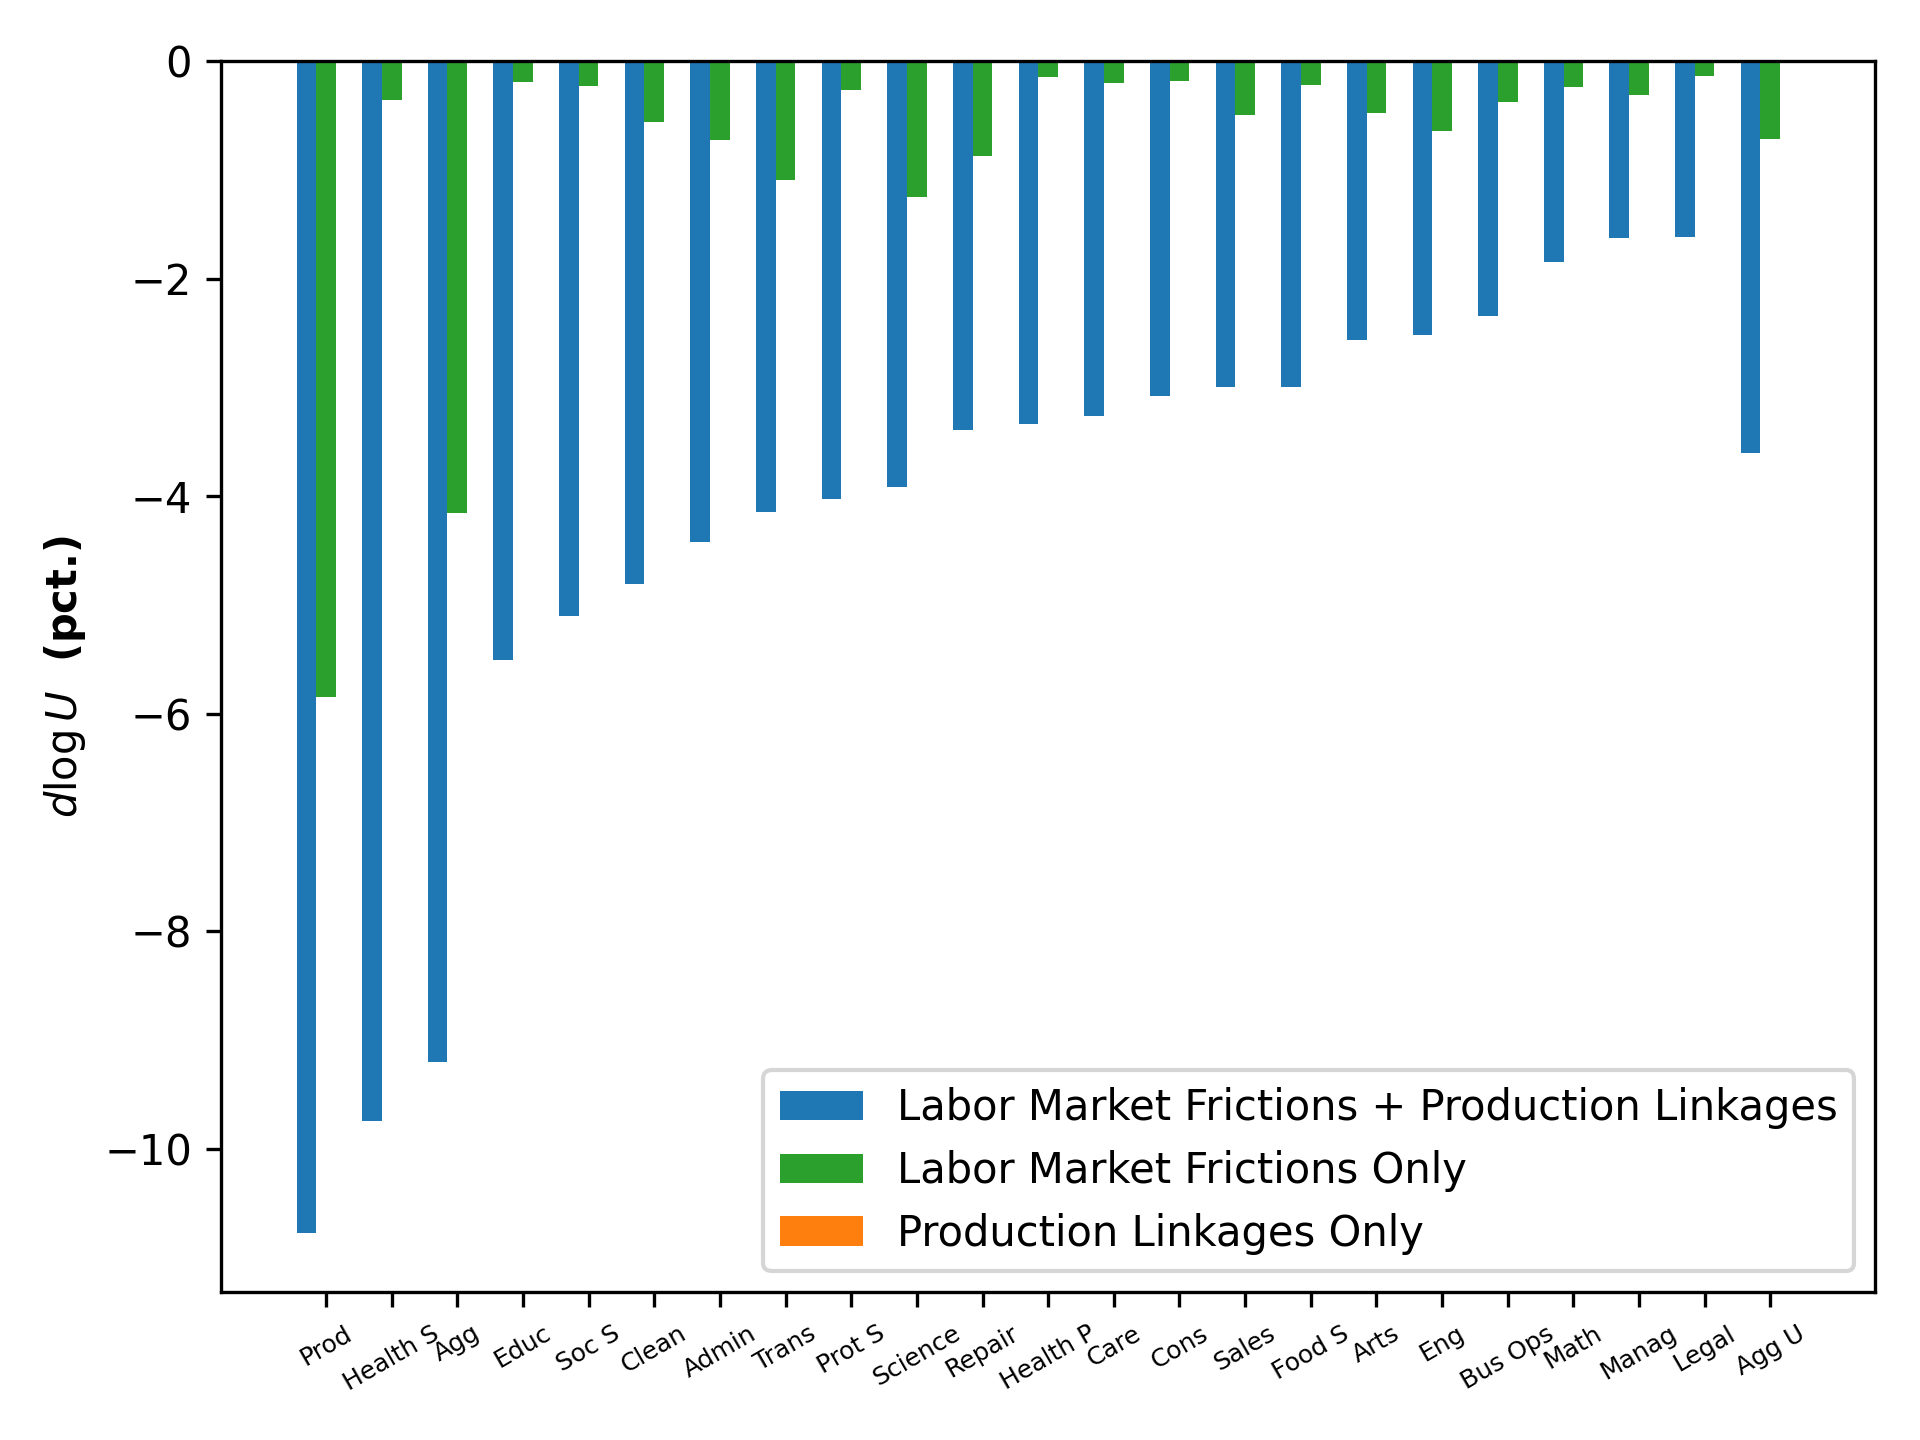 0
−2
−4
−6
−8
−10
dlog U (pct.)
Labor Market Frictions + Production Linkages
Labor Market Frictions Only
Production Linkages Only
Prod
Health S
Agg
Educ
Soc S
Clean
Admin
Trans
Prot S
Science
Repair
Health P
Care
Cons
Sales
Food S
Arts
Eng
Bus Ops
Math
Manag
Legal
Agg U